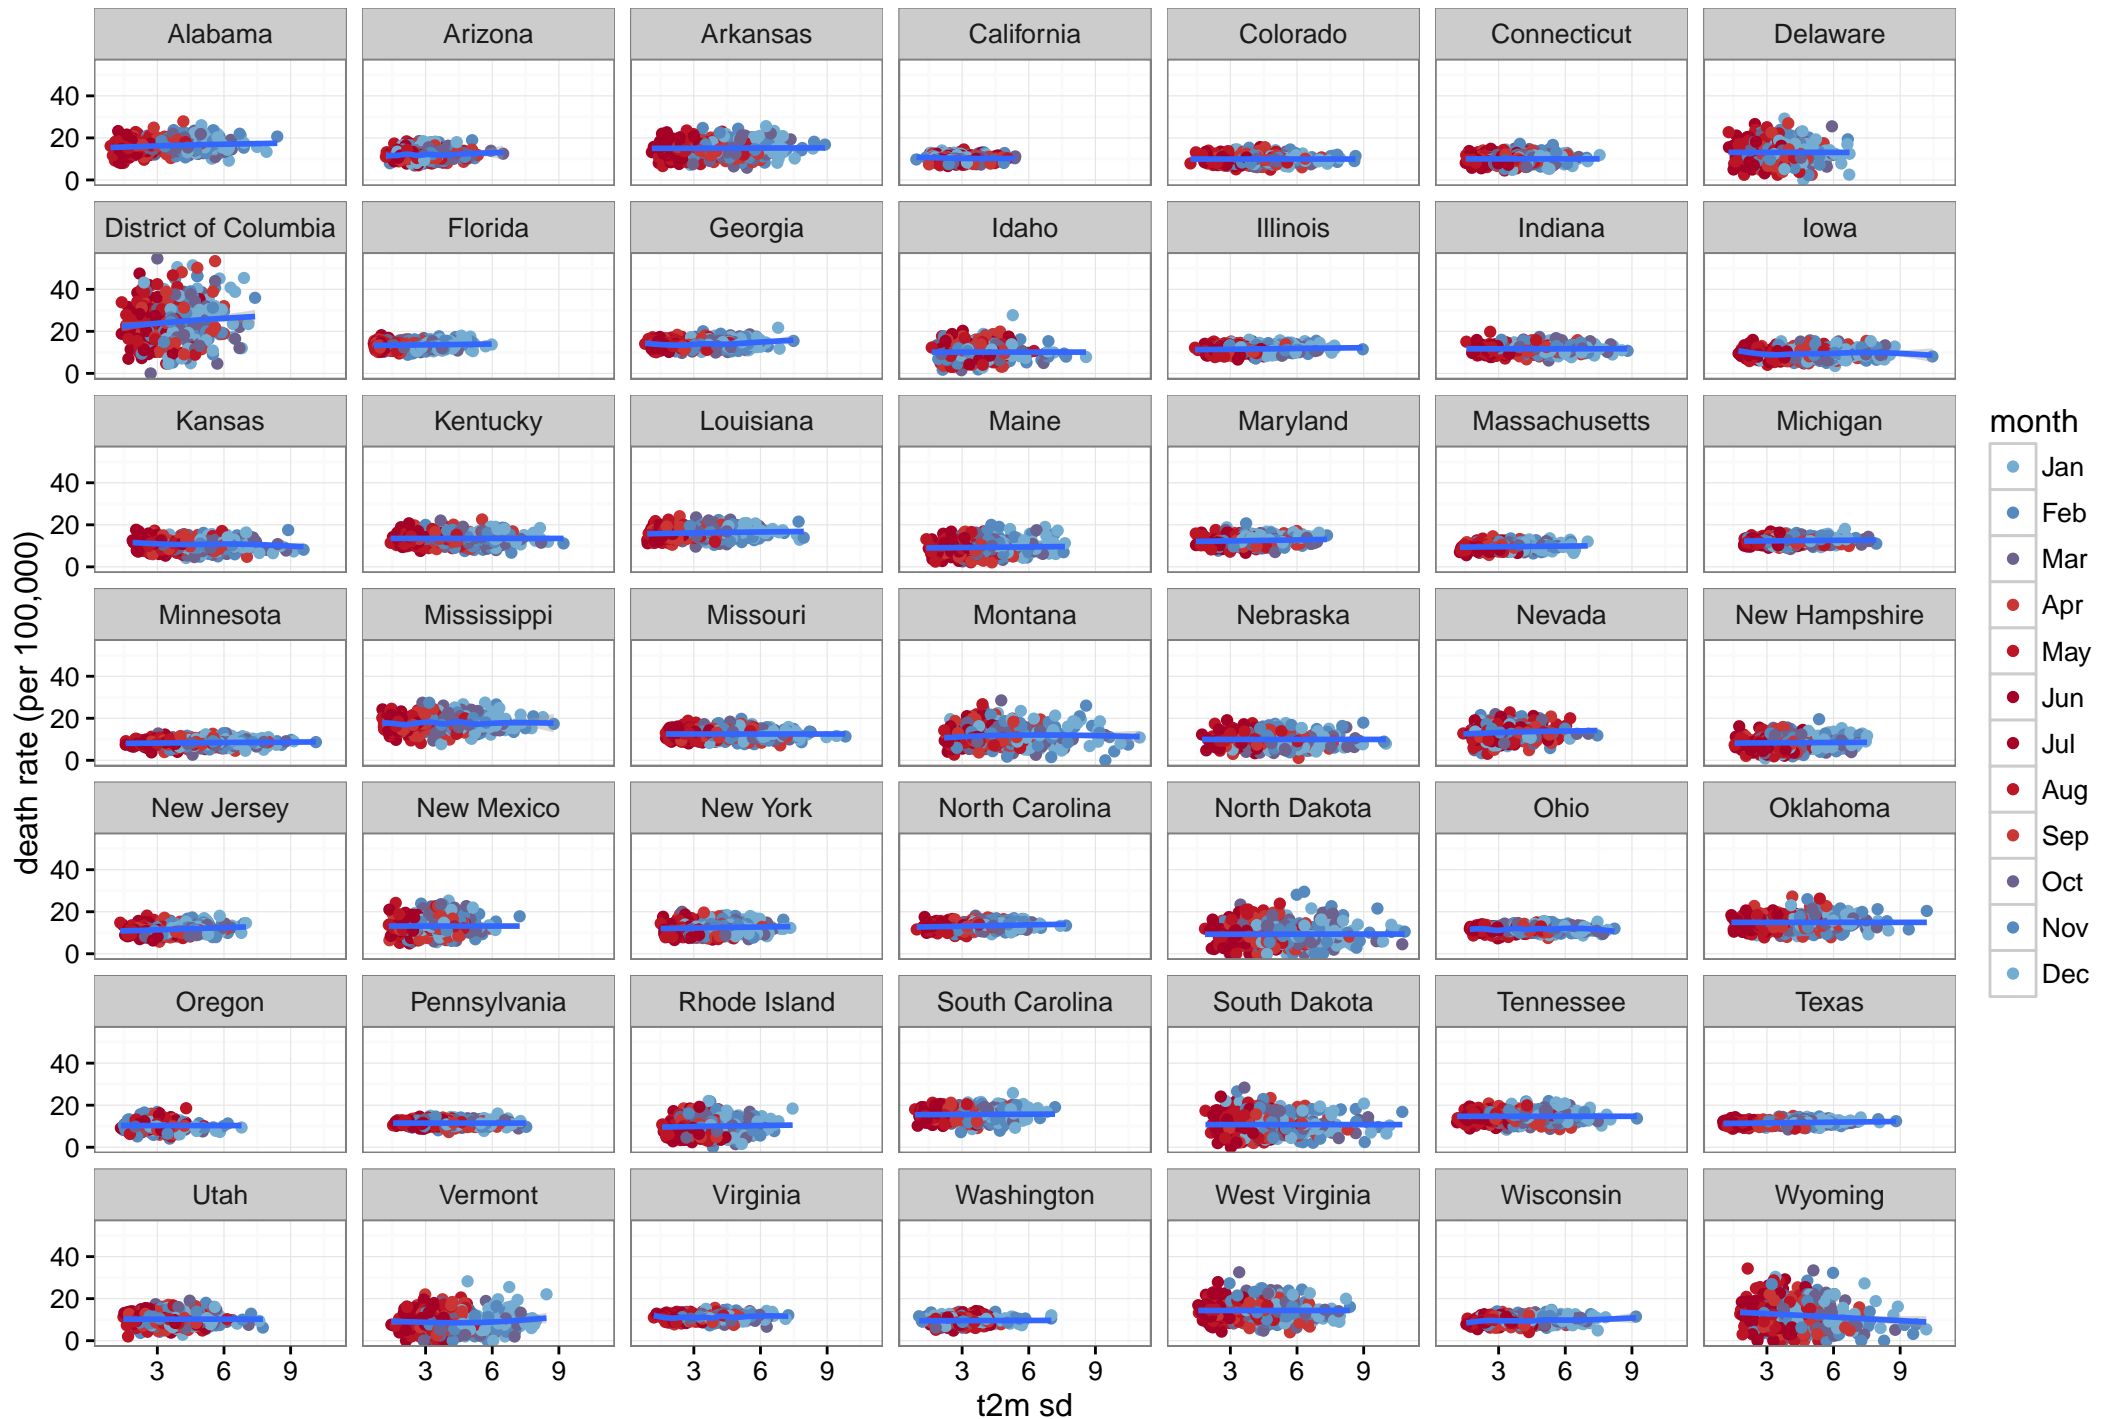 Alabama Arizona Arkansas California Colorado Connecticut Delaware
40
20
0
District of Columbia Florida Georgia Idaho Illinois Indiana Iowa
40
20
0
Kansas Kentucky Louisiana Maine Maryland Massachusetts Michigan
40
20
0
Minnesota Mississippi Missouri Montana Nebraska Nevada New Hampshire
40
20
0
New Jersey New Mexico New York North Carolina North Dakota Ohio Oklahoma
40
20
0
Oregon Pennsylvania Rhode Island South Carolina South Dakota Tennessee Texas
40
20
0
Utah Vermont Virginia Washington West Virginia Wisconsin Wyoming
40
20
0
3 6 9 3 6 9 3 6 9 3 6 9 3 6 9 3 6 9 3 6 9
t2m sd
death rate (per 100,000)
month
Jan
Feb
Mar
Apr
May
Jun
Jul
Aug
Sep
Oct
Nov
Dec